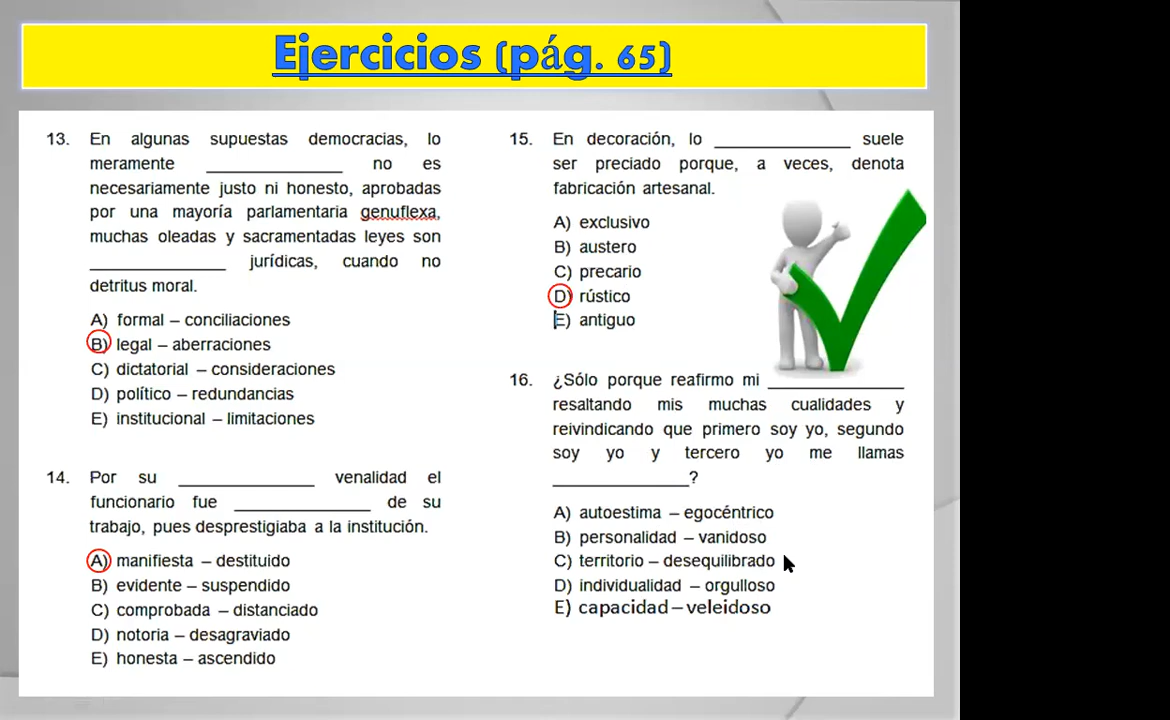 Ejercicios (pág. 65)
13. En algunas supuestas democracias, lo
meramente ______________ no es
necesariamente justo ni honesto, aprobadas
por una mayoría parlamentaria genuflexa,
muchas oleadas y sacramentadas leyes son
______________ jurídicas, cuando no
detritus moral.
A) formal – conciliaciones
B) legal – aberraciones
C) dictatorial – consideraciones
D) político – redundancias
E) institucional – limitaciones
14. Por su ______________ venalidad el
funcionario fue ______________ de su
trabajo, pues desprestigiaba a la institución.
A) manifiesta – destituido
B) evidente – suspendido
C) comprobada – distanciado
D) notoria – desagraviado
E) honesta – ascendido
15. En decoración, lo ______________ suele
ser preciado porque, a veces, denota
fabricación artesanal.
A) exclusivo
B) austero
C) precario
D) rústico
E) antiguo
16. ¿Sólo porque reafirmo mi ______________
resaltando mis muchas cualidades y
reivindicando que primero soy yo, segundo
soy yo y tercero yo me llamas
______________?
A) autoestima – egocéntrico
B) personalidad – vanidoso
C) territorio – desequilibrado
D) individualidad – orgulloso
E) capacidad – veleidoso